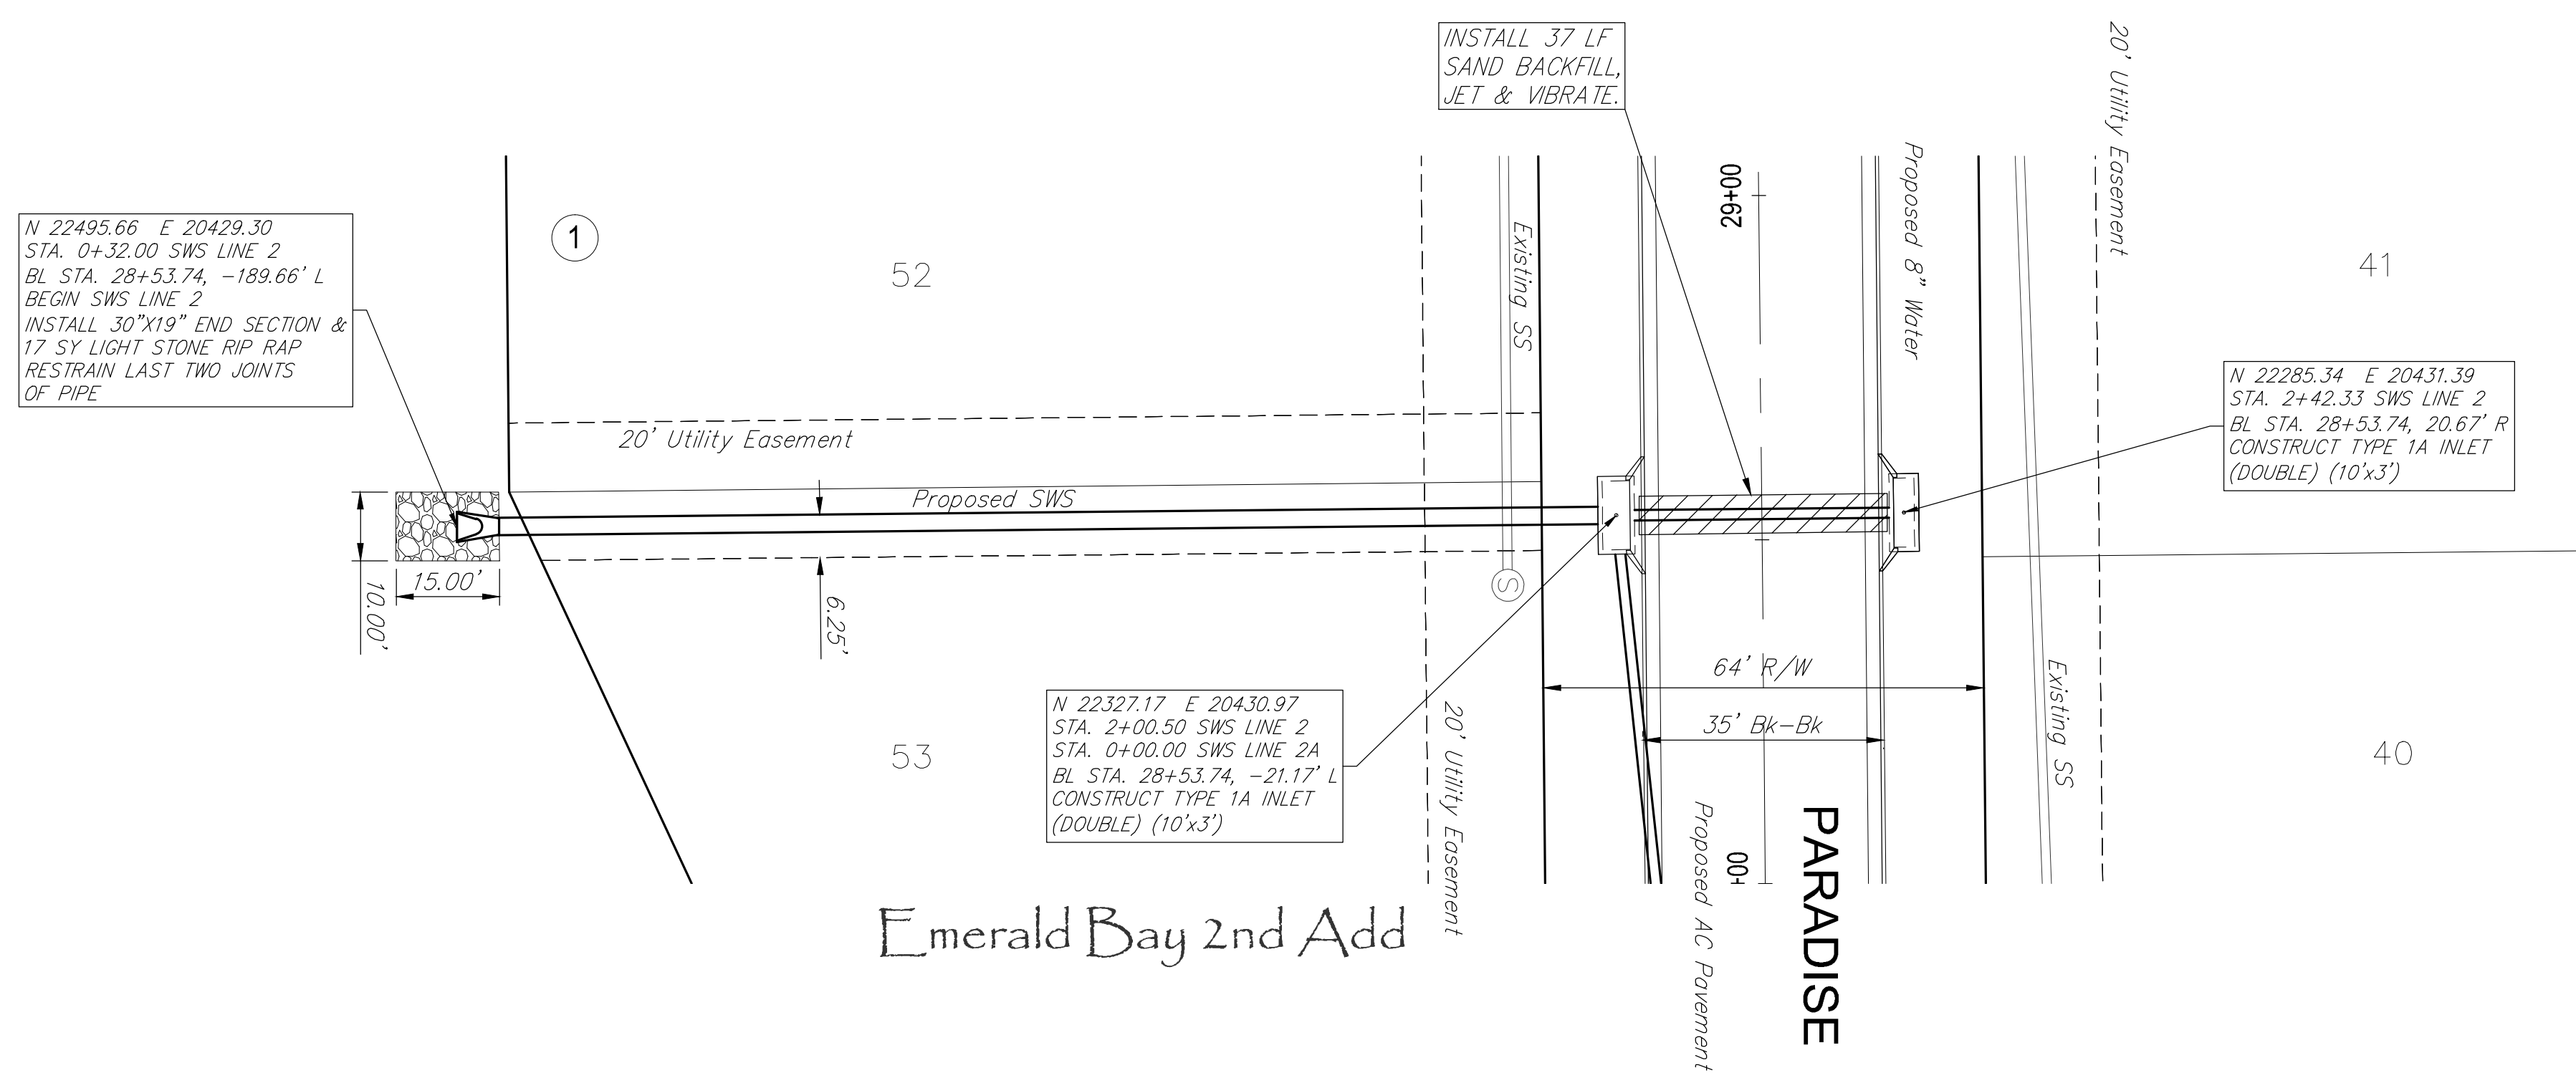 INSTALL 37 LF
SAND BACKFILL,
JET & VIBRATE.
20' Utility Easement
N 22495.66 E 20429.30
STA. 0+32.00 SWS LINE 2
BL STA. 28+53.74, -189.66' L
BEGIN SWS LINE 2
INSTALL 30"X19" END SECTION &
17 SY LIGHT STONE RIP RAP
RESTRAIN LAST TWO JOINTS
OF PIPE
1
52
Existing SS
29+00
Proposed 8" Water
41
N 22285.34 E 20431.39
STA. 2+42.33 SWS LINE 2
BL STA. 28+53.74, 20.67' R
CONSTRUCT TYPE 1A INLET
(DOUBLE) (10'x3')
20' Utility Easement
Proposed SWS
15.00'
10.00'
6.25'
S
64' R/W
35' Bk-Bk
N 22327.17 E 20430.97
STA. 2+00.50 SWS LINE 2
STA. 0+00.00 SWS LINE 2A
BL STA. 28+53.74, -21.17' L
CONSTRUCT TYPE 1A INLET
(DOUBLE) (10'x3')
53
20' Utility Easement
Existing SS
40
Proposed AC Pavement
+00
PARADISE
Emerald Bay 2nd Add